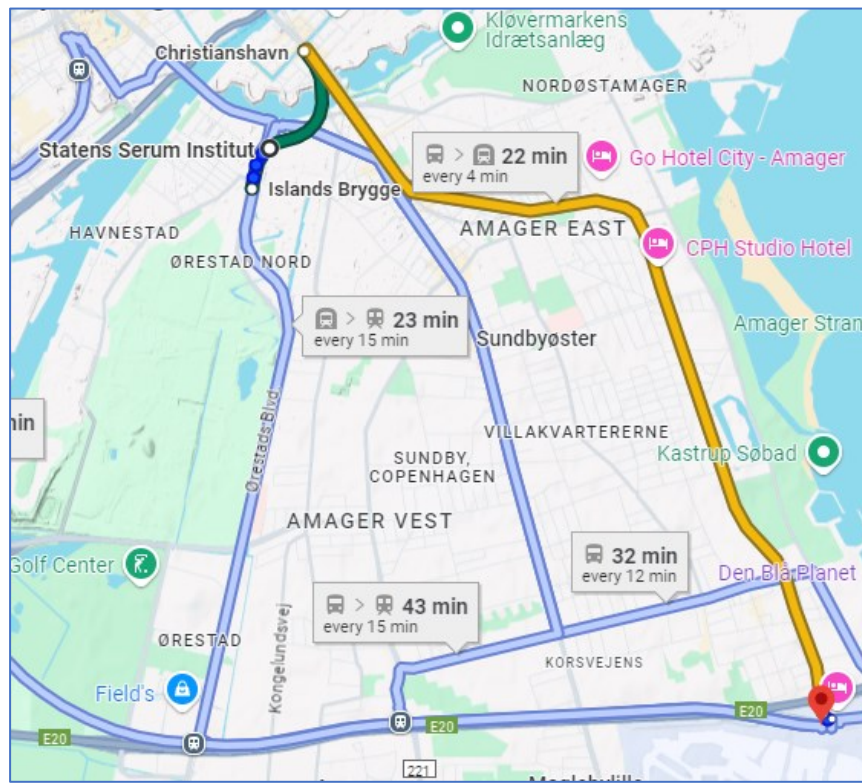 Kløvermarkens
Idrætsanlæg
Christianshavn
NORDØSTAMAGER
Statens Serum Institut
22 min
every 4 min
Go Hotel City - Amager
Islands Brygge
HAVNESTAD
AMAGER EAST
CPH Studio Hotel
ØRESTAD NORD
23 min
every 15 min
Sundbyøster
Amager Stran
in
VILLAKVARTERERNE
Ørestads Blvd.
SUNDBY,
COPENHAGEN
Kastrup Søbad
AMAGER VEST
Golf Center
32 min
every 12 min
Den Blå Planet
43 min
every 15 min
Kongelundsvej
ØRESTAD
KORSVEJENS
Field's
E20
E20
E20
221